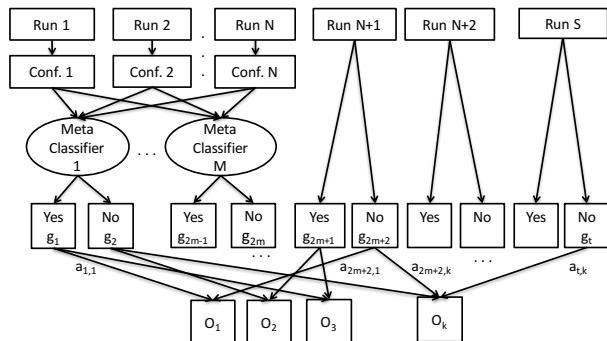 Run 1
Run 2
.
Run N
Run N+1
Run N+2
Run S
Conf. 1
Conf. 2
.
Conf. N
.
Meta
Classifier
1
. . .
Meta
Classifier
M
Yes
g1
No
g2
Yes
g2m-1
No
g2m
. . .
Yes
g2m+1
No
g2m+2
Yes
No
. . .
Yes
No
gt
a1,1
a2m+2,1
a2m+2,k
at,k
O1
O2
O3
. . .
Ok